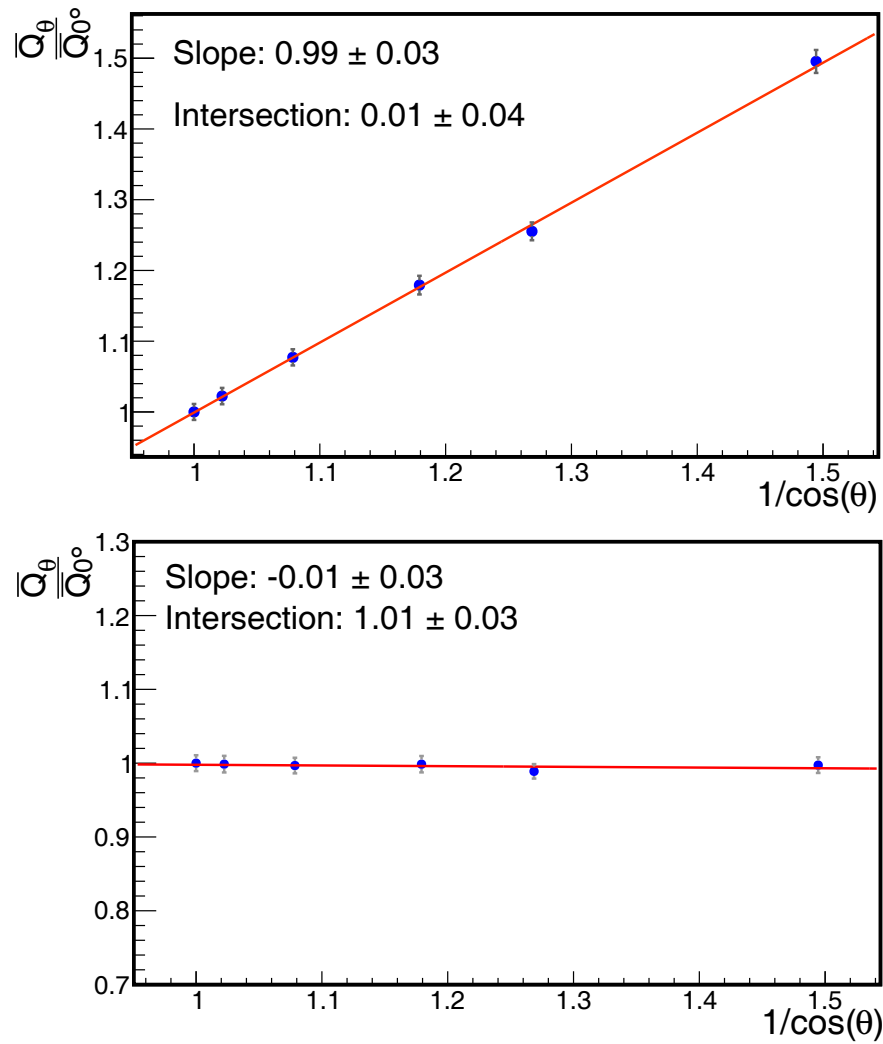 Q̅θ
Q̅0°
Slope: 0.99 ± 0.03
Intersection: 0.01 ± 0.04
1.5
1.4
1.3
1.2
1.1
1
1 1.1 1.2 1.3 1.4 1.5
1/cos(θ)
Q̅θ
Q̅0°
Slope: -0.01 ± 0.03
Intersection: 1.01 ± 0.03
1.3
1.2
1.1
1
0.9
0.8
0.7
1 1.1 1.2 1.3 1.4 1.5
1/cos(θ)